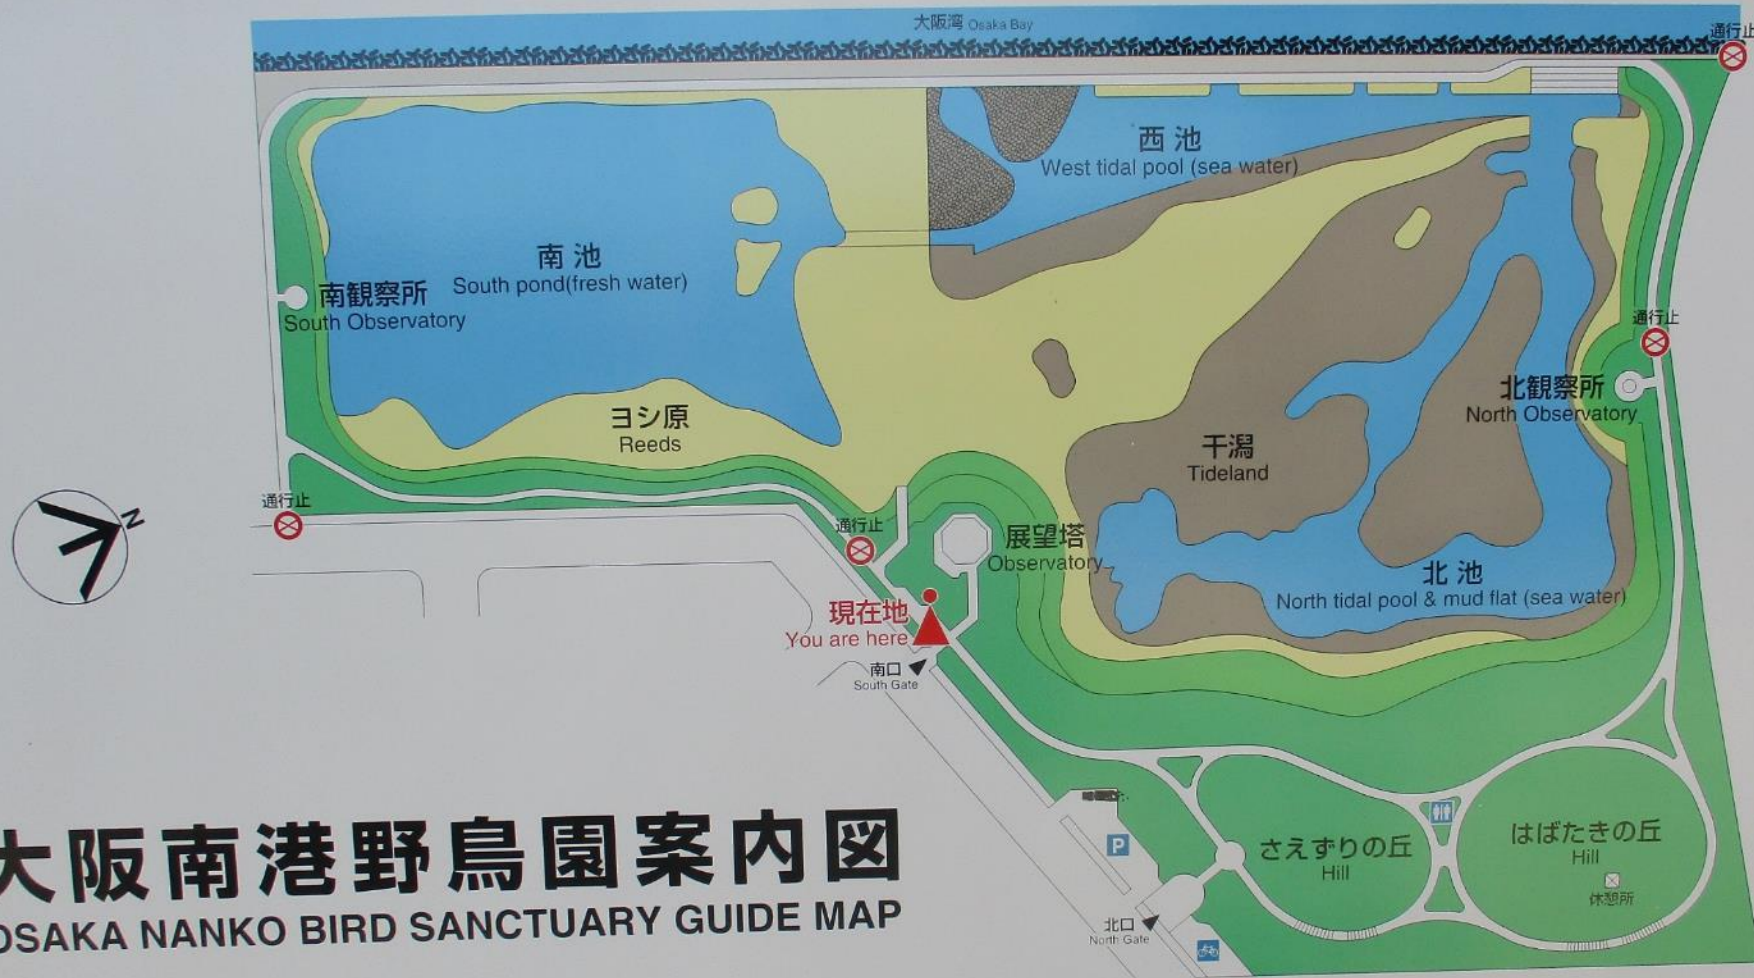 大阪湾 Osaka Bay
通行止
西池
West tidal pool (sea water)
南池
South pond(fresh water)
南観察所
South Observatory
通行止
北観察所
North Observatory
ヨシ原
Reeds
干潟
Tideland
N
通行止
通行止
展望塔
Observatory
北池
North tidal pool & mud flat (sea water)
現在地
You are here
南口
South Gate
P
さえずりの丘
Hill
はばたきの丘
Hill
休憩所
北口
North Gate
大阪南港野鳥園案内図
OSAKA NANKO BIRD SANCTUARY GUIDE MAP